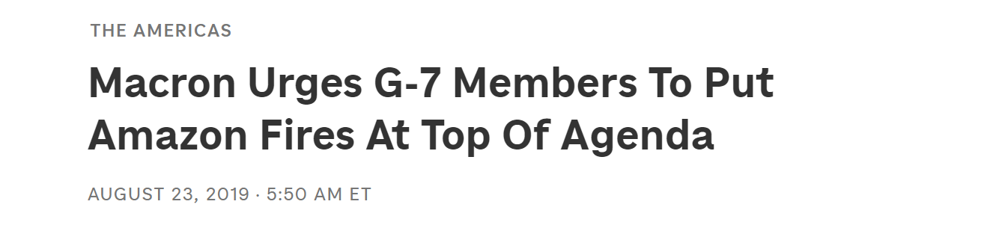 THE AMERICAS
Macron Urges G-7 Members To Put
Amazon Fires At Top Of Agenda
AUGUST 23, 2019 · 5:50 AM ET